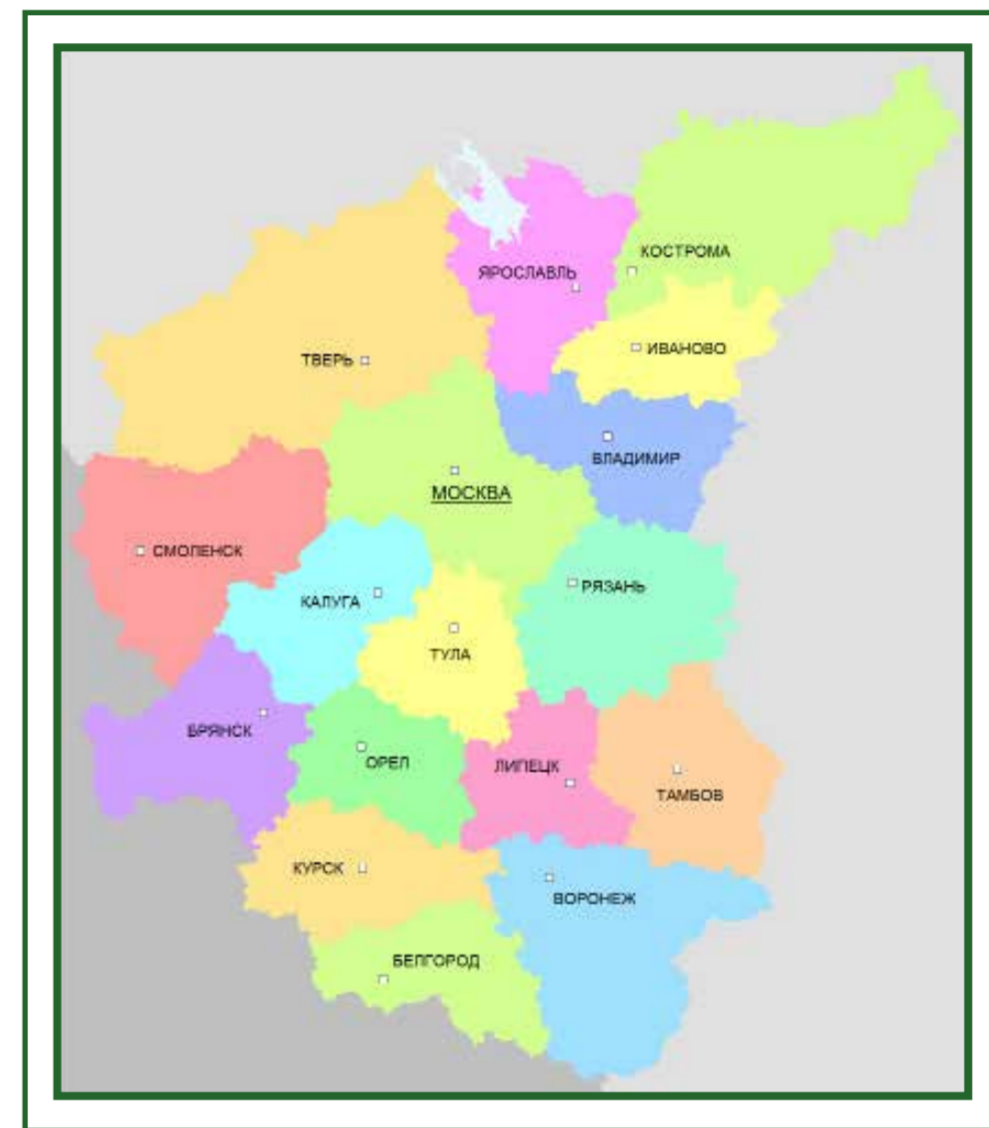 КОСТРОМА
ЯРОСЛАВЛЬ
ИВАНОВО
ТВЕРЬ
ВЛАДИМИР
МОСКВА
СМОЛЕНСК
РЯЗАНЬ
КАЛУГА
ТУЛА
БРЯНСК
ОРЕЛ
ЛИПЕЦК
ТАМБОВ
КУРСК
ВОРОНЕЖ
БЕЛГОРОД